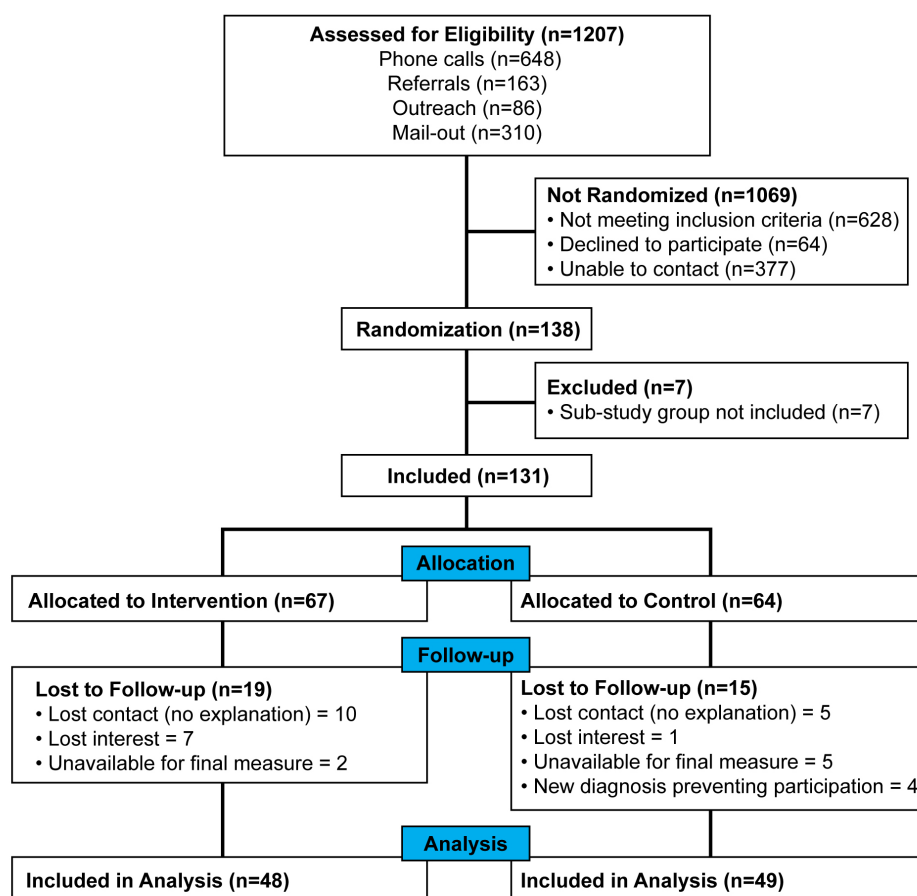 Assessed for Eligibility (n=1207)
Phone calls (n=648)
Referrals (n=163)
Outreach (n=86)
Mail-out (n=310)
Not Randomized (n=1069)
• Not meeting inclusion criteria (n=628)
• Declined to participate (n=64)
• Unable to contact (n=377)
Randomization (n=138)
Excluded (n=7)
• Sub-study group not included (n=7)
Included (n=131)
Allocation
Allocated to Intervention (n=67)
Allocated to Control (n=64)
Follow-up
Lost to Follow-up (n=19)
• Lost contact (no explanation) = 10
• Lost interest = 7
• Unavailable for final measure = 2
Lost to Follow-up (n=15)
• Lost contact (no explanation) = 5
• Lost interest = 1
• Unavailable for final measure = 5
• New diagnosis preventing participation = 4
Analysis
Included in Analysis (n=48)
Included in Analysis (n=49)